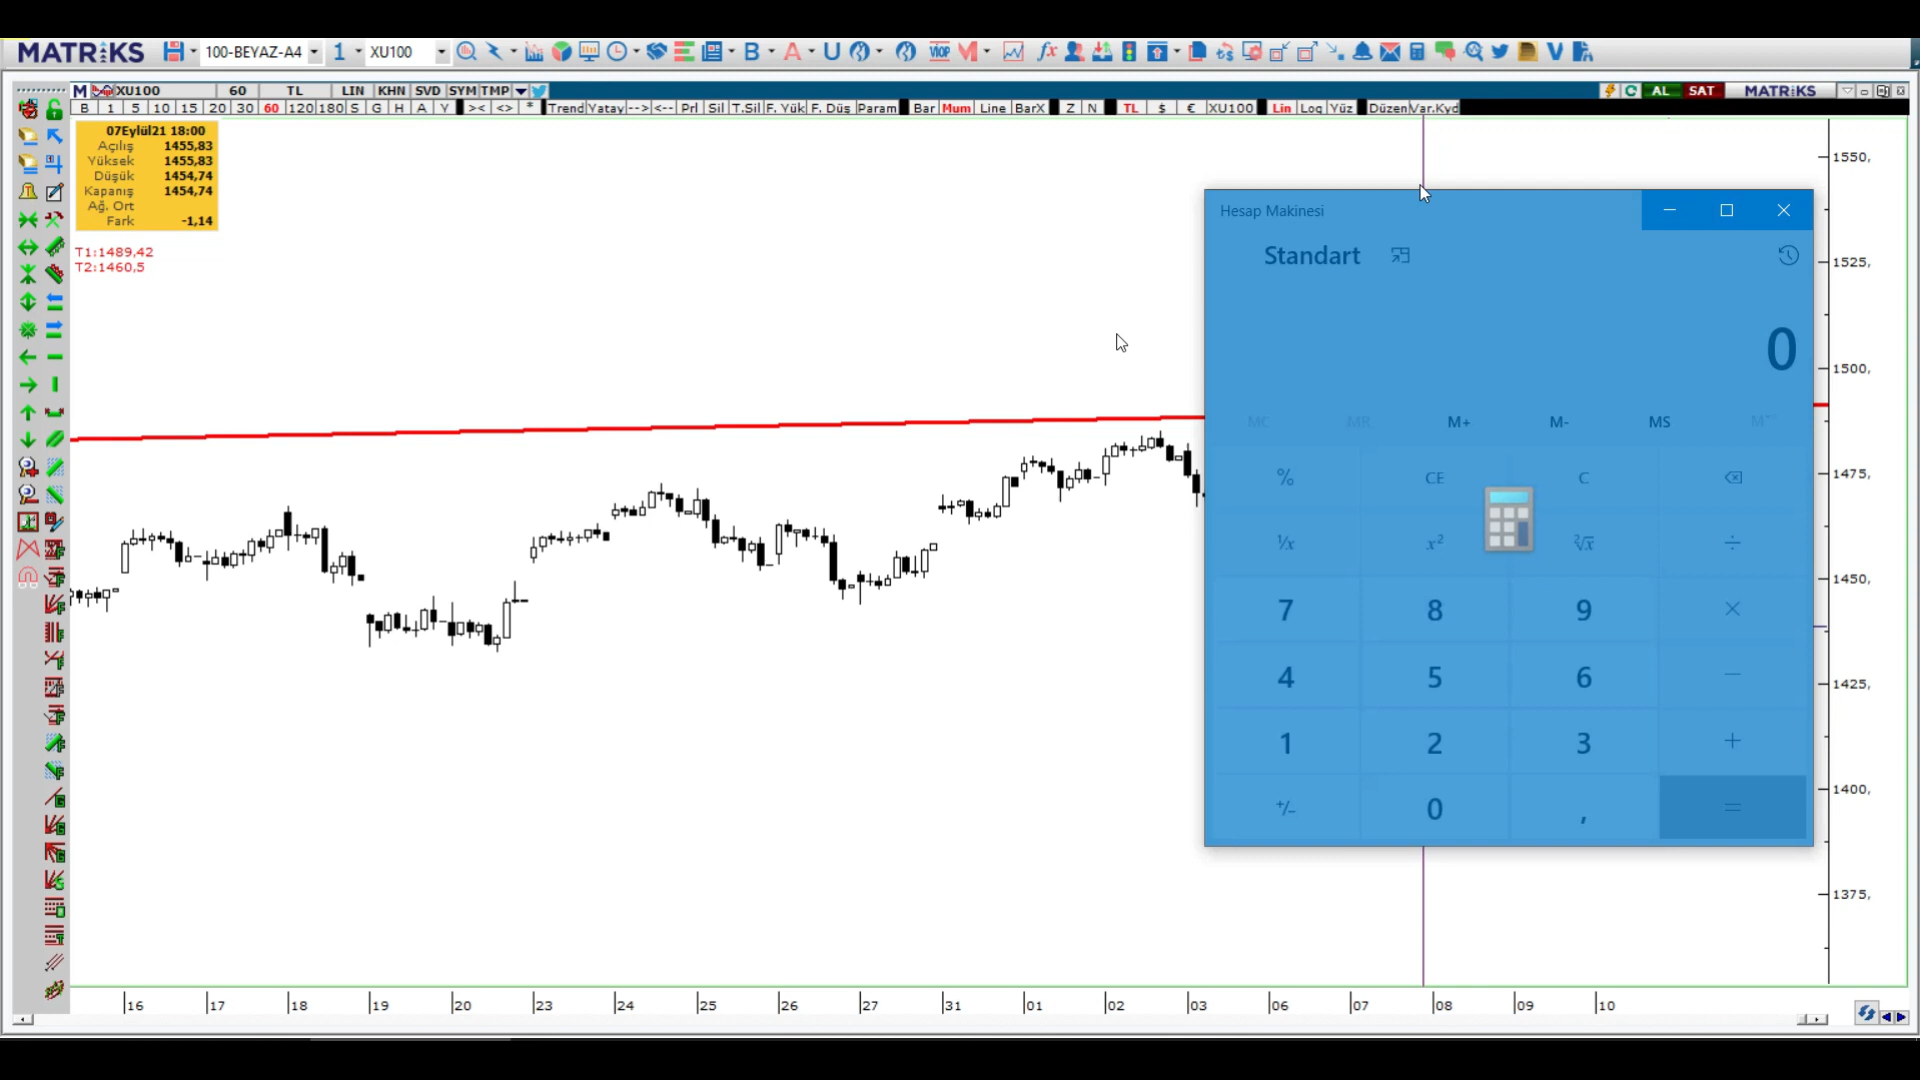 MATRİKS 100-BEYAZ-A4 1 XU100 B A U VIOP M fx V
M XU100 60 TL LIN KHN SVD SYM TMP AL SAT MATRİKS
B 1 5 10 15 20 30 60 120 180 S G H A Y >< <> * Trend Yatay --> <-- Prl Sil T.Sil F. Yük F. Düş Param Bar Mum Line BarX Z N TL $ € XU100 Lin Log Yüz Düzen Var.Kyd
07Eylül21 18:00
Açılış 1455,83
Yüksek 1455,83
Düşük 1454,74
Kapanış 1454,74
Ağ. Ort
Fark -1,14
T1:1489,42
T2:1460,5
1550,
1525,
1500,
1475,
1450,
1425,
1400,
1375,
Hesap Makinesi
Standart
0
MC MR M+ M- MS
% CE C
¹/x x² ²√x ÷
7 8 9 ×
4 5 6 −
1 2 3 +
+/− 0 , =
16 17 18 19 20 23 24 25 26 27 31 01 02 03 06 07 08 09 10